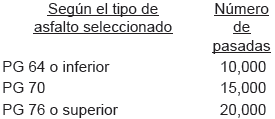 Según el tipo de Número
asfalto seleccionado de
pasadas
PG 64 o inferior 10,000
PG 70 15,000
PG 76 o superior 20,000